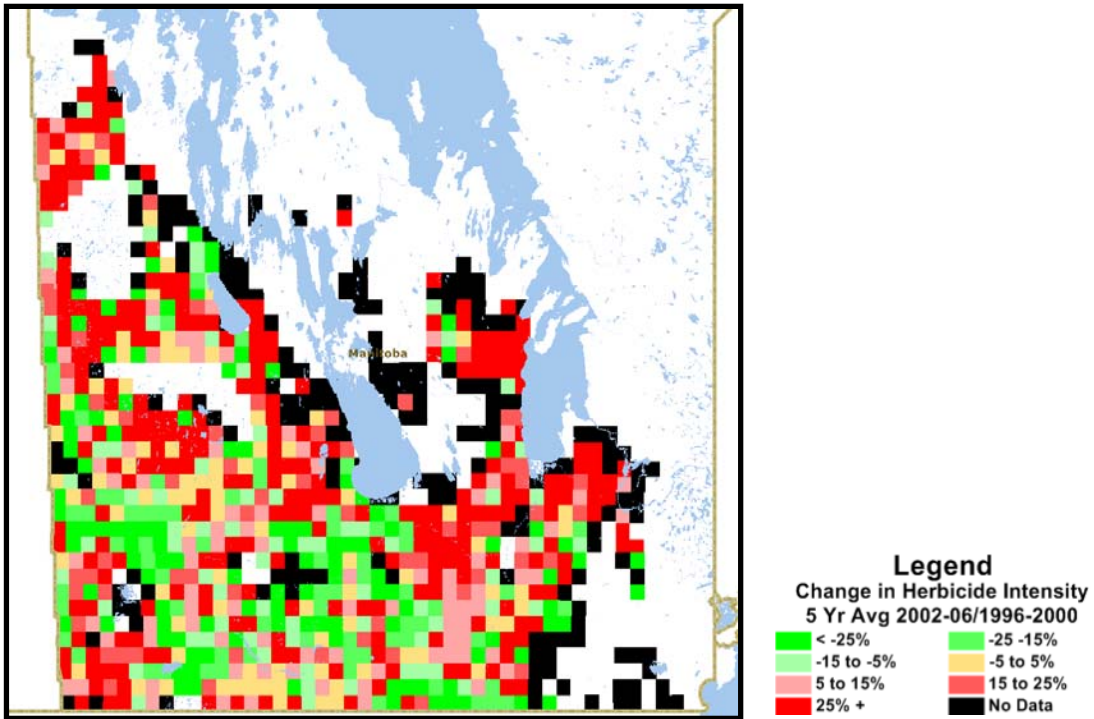 Manitoba
Legend
Change in Herbicide Intensity
5 Yr Avg 2002-06/1996-2000
< -25% -25 -15%
-15 to -5% -5 to 5%
5 to 15% 15 to 25%
25% + No Data